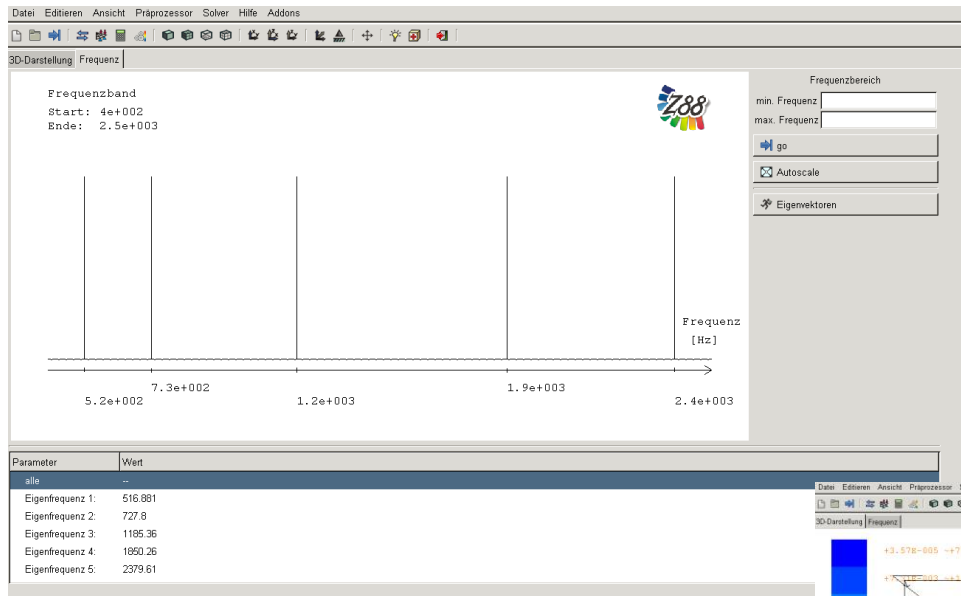 Datei Editieren Ansicht Präprozessor Solver Hilfe Addons
3D-Darstellung Frequenz
Frequenzband
Start: 4e+002
Ende: 2.5e+003
Z88
Frequenz
[Hz]
7.3e+002 1.9e+003
5.2e+002 1.2e+003 2.4e+003
Frequenzbereich
min. Frequenz
max. Frequenz
go
Autoscale
Eigenvektoren
Parameter Wert
alle --
Eigenfrequenz 1: 516.881
Eigenfrequenz 2: 727.8
Eigenfrequenz 3: 1185.36
Eigenfrequenz 4: 1850.26
Eigenfrequenz 5: 2379.61
Datei Editieren Ansicht Präprozessor
3D-Darstellung Frequenz
+3.57E-005 ~+7